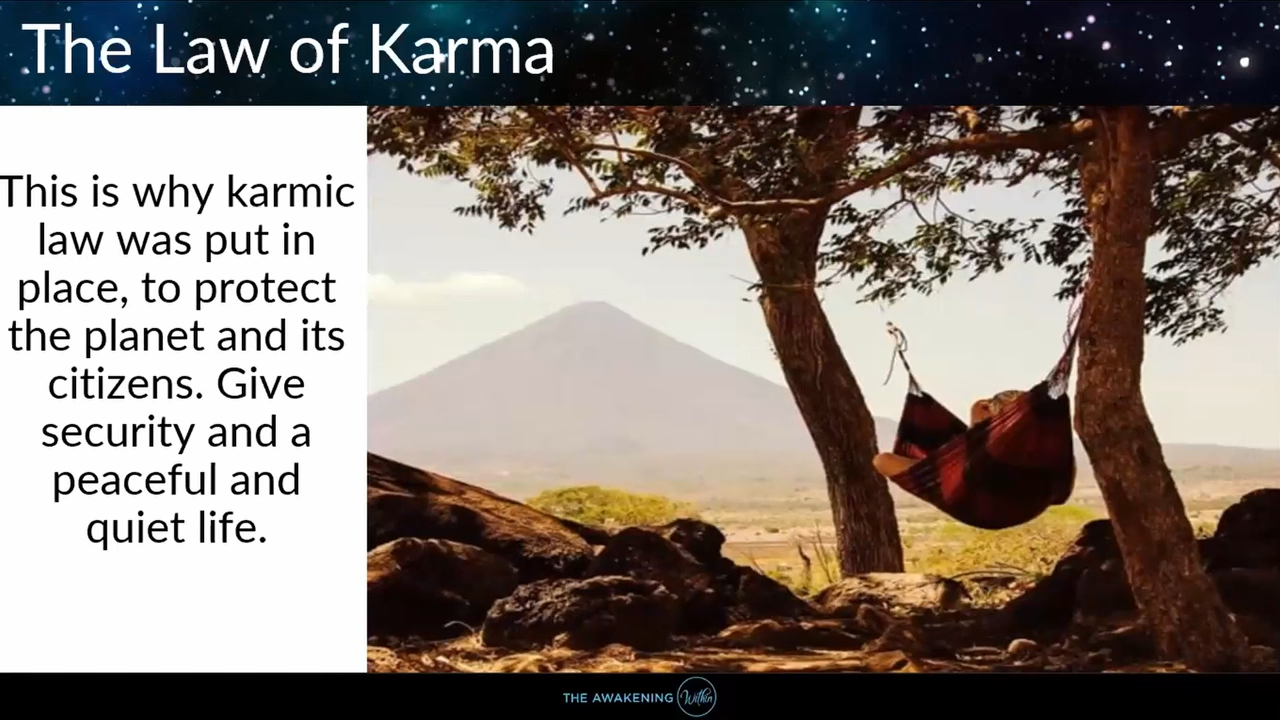 The Law of Karma
This is why karmic
law was put in
place, to protect
the planet and its
citizens. Give
security and a
peaceful and
quiet life.
THE AWAKENING Within